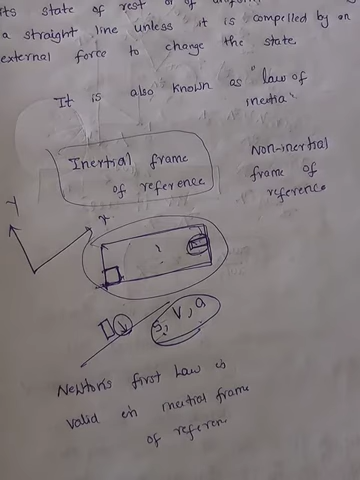 its state of rest or of uniform
a straight line unless it is compelled by an
external force to change the state
It is also known as "law of
inertia"
Inertial frame
of reference
Non-inertial
frame of
reference
Y
x
s, v, a
Newton's first Law is
valid in inertial frame
of referen